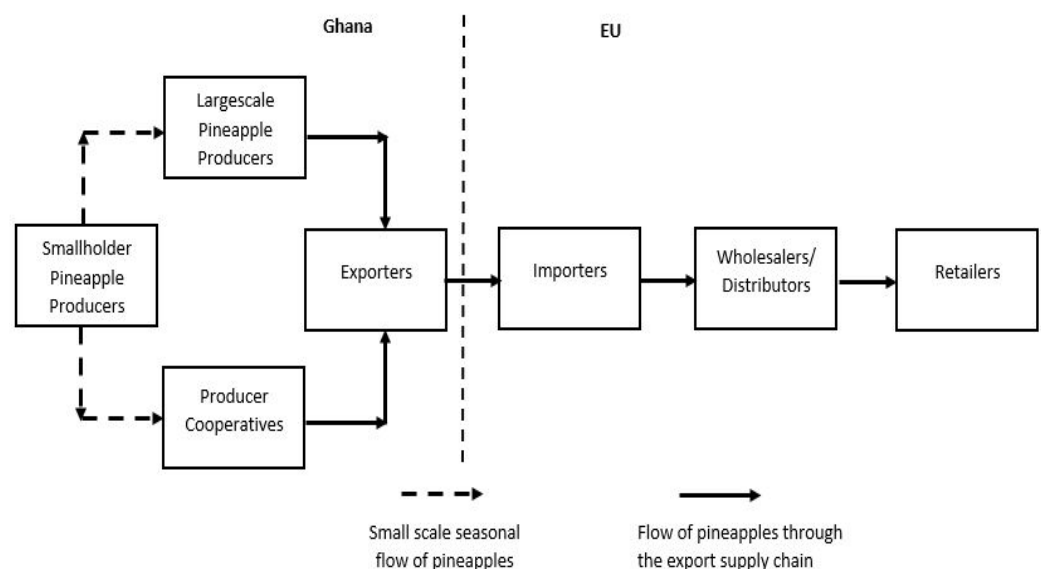 Ghana
EU
Largescale
Pineapple
Producers
Smallholder
Pineapple
Producers
Exporters
Importers
Wholesalers/
Distributors
Retailers
Producer
Cooperatives
Small scale seasonal
flow of pineapples
Flow of pineapples through
the export supply chain